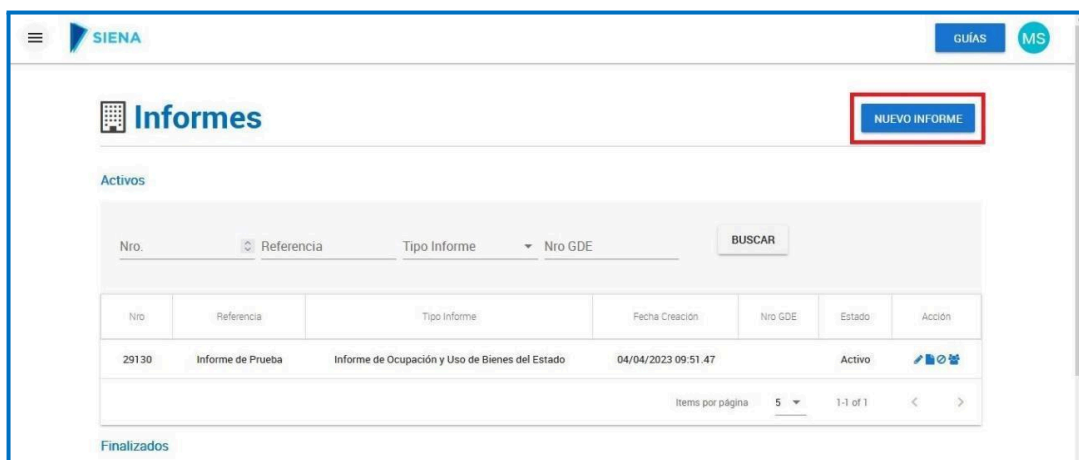 SIENA
GUÍAS
MS
Informes
NUEVO INFORME
Activos
Nro. Referencia Tipo Informe Nro GDE BUSCAR
Nro Referencia Tipo Informe Fecha Creación Nro GDE Estado Acción
29130 Informe de Prueba Informe de Ocupación y Uso de Bienes del Estado 04/04/2023 09:51.47 Activo
Items por página 5 1-1 of 1
Finalizados